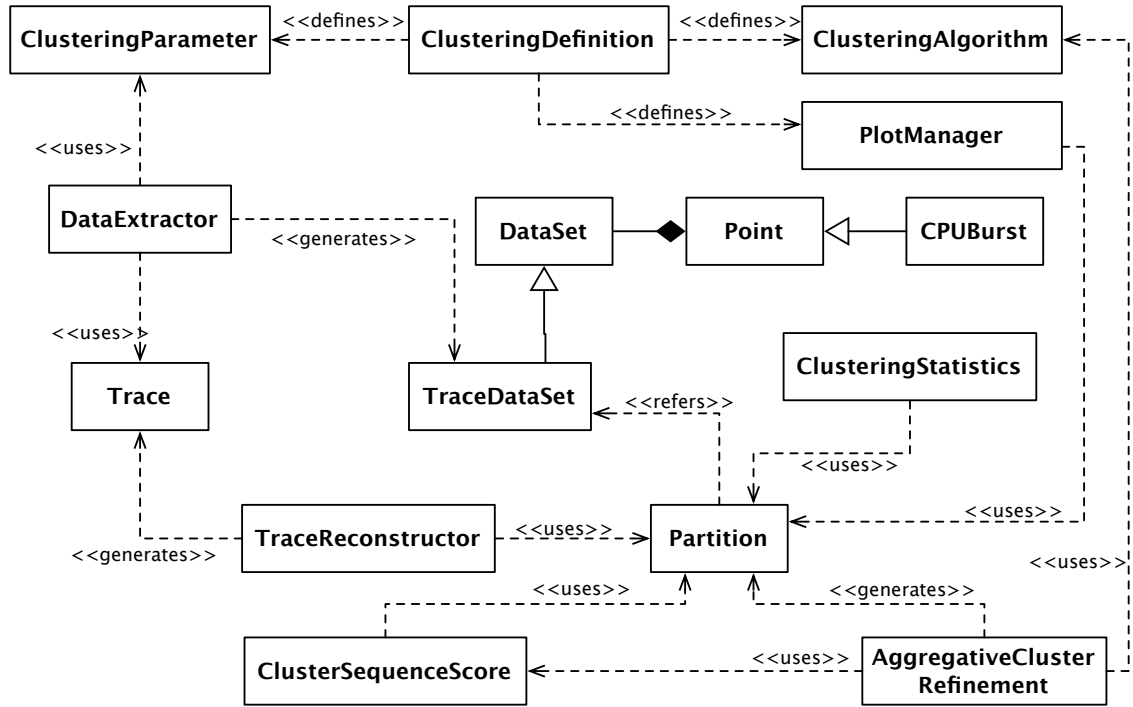 <<defines>>
<<defines>>
ClusteringParameter
ClusteringDefinition
ClusteringAlgorithm
<<defines>>
PlotManager
<<uses>>
DataExtractor
<<generates>>
DataSet
Point
CPUBurst
<<uses>>
ClusteringStatistics
Trace
TraceDataSet
<<refers>>
<<uses>>
<<uses>>
TraceReconstructor
<<uses>>
Partition
<<generates>>
<<uses>>
<<uses>>
<<generates>>
ClusterSequenceScore
<<uses>>
AggregativeCluster
Refinement